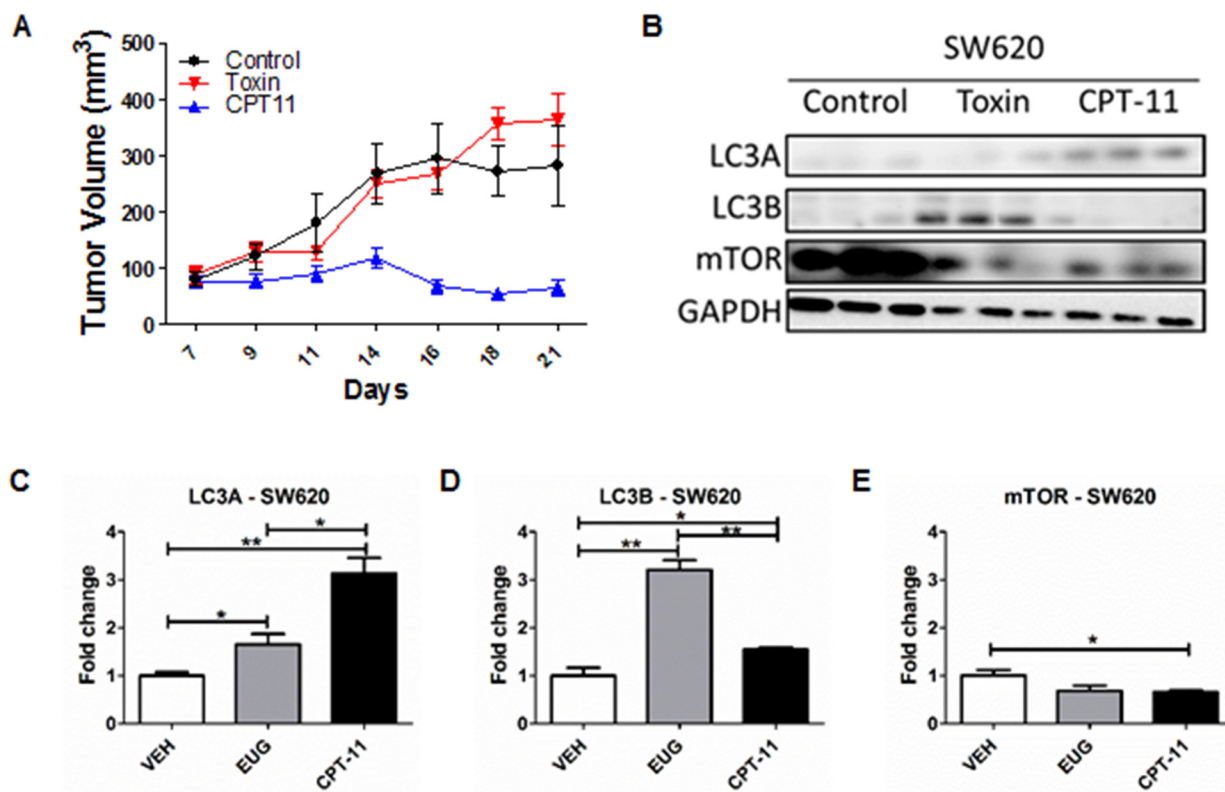 A
Tumor Volume (mm3)
500
400
300
200
100
0
Control
Toxin
CPT11
7 9 11 14 16 18 21
Days
B
SW620
Control Toxin CPT-11
LC3A
LC3B
mTOR
GAPDH
C
LC3A - SW620
Fold change
4
3
2
1
0
*
**
*
VEH EUG CPT-11
D
LC3B - SW620
Fold change
4
3
2
1
0
*
**
**
VEH EUG CPT-11
E
mTOR - SW620
Fold change
4
3
2
1
0
*
VEH EUG CPT-11